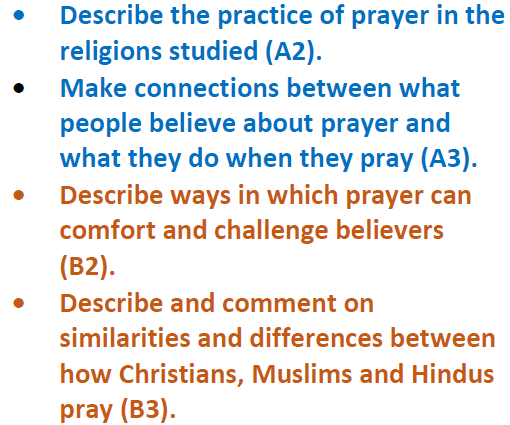 • Describe the practice of prayer in the
religions studied (A2).
• Make connections between what
people believe about prayer and
what they do when they pray (A3).
• Describe ways in which prayer can
comfort and challenge believers
(B2).
• Describe and comment on
similarities and differences between
how Christians, Muslims and Hindus
pray (B3).